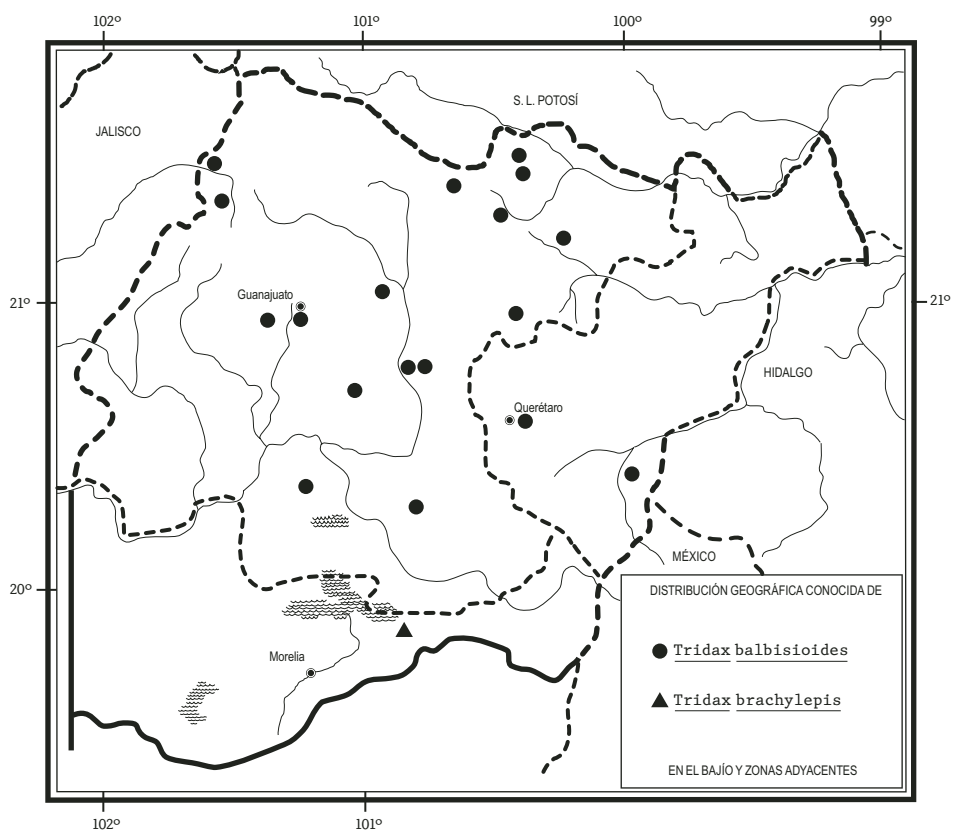 102º 101º 100º 99º
S. L. POTOSÍ
JALISCO
Guanajuato
21º 21º
HIDALGO
Querétaro
MÉXICO
20º
DISTRIBUCIÓN GEOGRÁFICA CONOCIDA DE
Tridax balbisioides
Morelia
Tridax brachylepis
EN EL BAJÍO Y ZONAS ADYACENTES
102º 101º